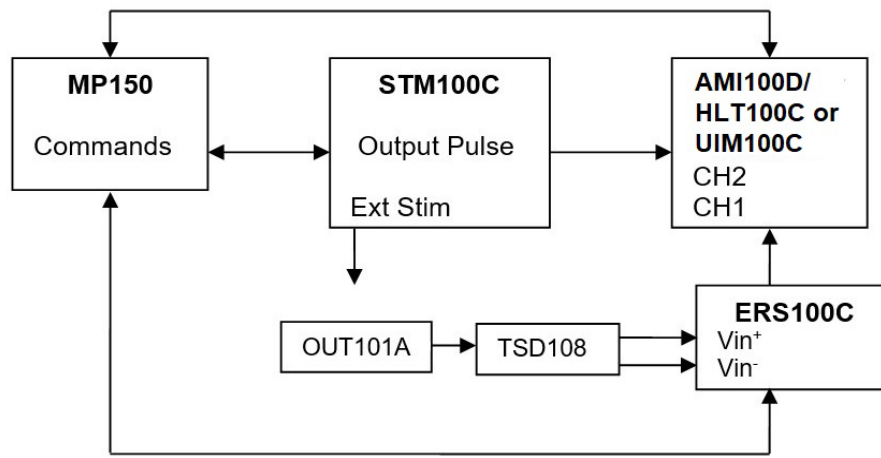 MP150
Commands
STM100C
Output Pulse
Ext Stim
AMI100D/
HLT100C or
UIM100C
CH2
CH1
OUT101A
TSD108
ERS100C
Vin⁺
Vin⁻